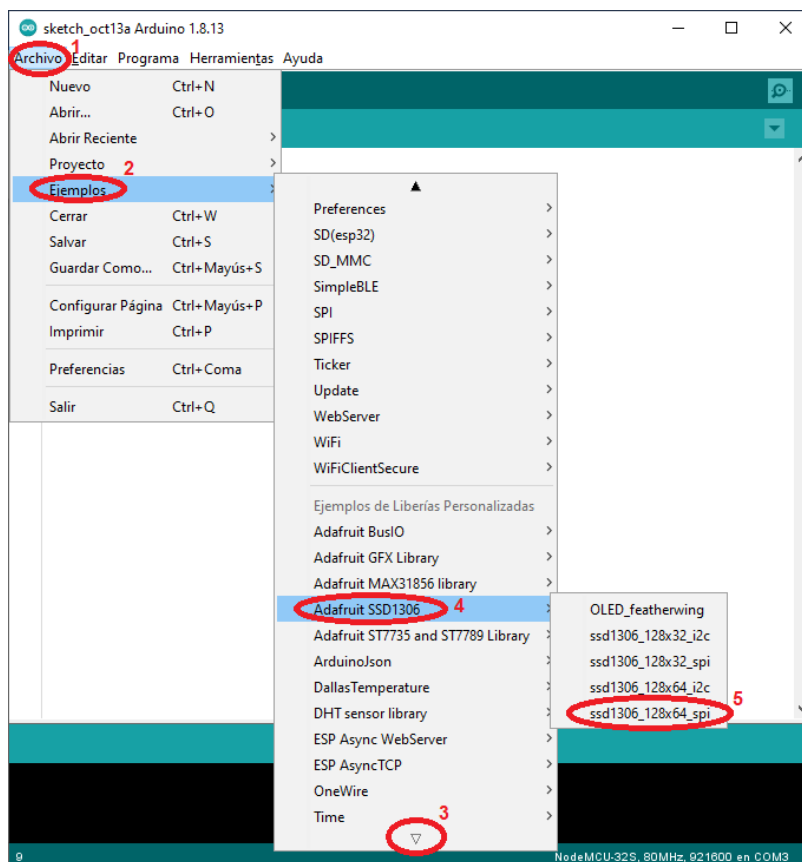 sketch_oct13a Arduino 1.8.13
1
Archivo Editar Programa Herramientas Ayuda
Nuevo Ctrl+N
Abrir... Ctrl+O
Abrir Reciente
Proyecto
2
Ejemplos
Cerrar Ctrl+W
Salvar Ctrl+S
Guardar Como... Ctrl+Mayús+S
Configurar Página Ctrl+Mayús+P
Imprimir Ctrl+P
Preferencias Ctrl+Coma
Salir Ctrl+Q
Preferences
SD(esp32)
SD_MMC
SimpleBLE
SPI
SPIFFS
Ticker
Update
WebServer
WiFi
WiFiClientSecure
Ejemplos de Liberías Personalizadas
Adafruit BusIO
Adafruit GFX Library
Adafruit MAX31856 library
Adafruit SSD1306 4
Adafruit ST7735 and ST7789 Library
ArduinoJson
DallasTemperature
DHT sensor library
ESP Async WebServer
ESP AsyncTCP
OneWire
Time
3
OLED_featherwing
ssd1306_128x32_i2c
ssd1306_128x32_spi
ssd1306_128x64_i2c
ssd1306_128x64_spi
5
9
NodeMCU-32S, 80MHz, 921600 en COM3